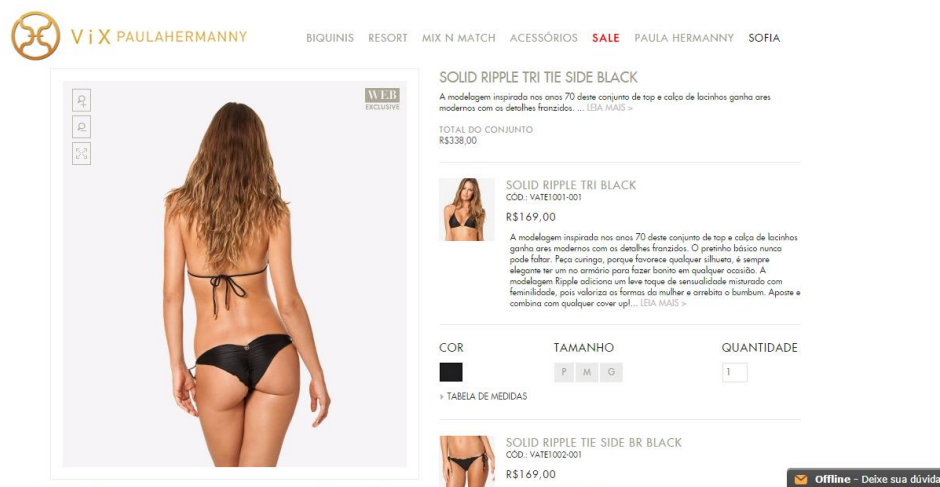 ViX PAULAHERMANNY
BIQUINIS RESORT MIX N MATCH ACESSÓRIOS SALE PAULA HERMANNY SOFIA
WEB
EXCLUSIVE
SOLID RIPPLE TRI TIE SIDE BLACK
A modelagem inspirada nos anos 70 deste conjunto de top e calça de lacinhos ganha ares
modernos com os detalhes franzidos. ... LEIA MAIS >
TOTAL DO CONJUNTO
R$338,00
SOLID RIPPLE TRI BLACK
CÓD.: VATE1001-001
R$169,00
A modelagem inspirada nos anos 70 deste conjunto de top e calça de lacinhos
ganha ares modernos com os detalhes franzidos. O pretinho básico nunca
pode faltar. Peça curinga, porque favorece qualquer silhueta, é sempre
elegante ter um no armário para fazer bonito em qualquer ocasião. A
modelagem Ripple adiciona um leve toque de sensualidade misturado com
feminilidade, pois valoriza as formas da mulher e arrebita o bumbum. Aposte e
combina com qualquer cover up!... LEIA MAIS >
COR TAMANHO QUANTIDADE
P M G 1
TABELA DE MEDIDAS
SOLID RIPPLE TIE SIDE BR BLACK
CÓD.: VATE1002-001
R$169,00
Offline - Deixe sua dúvida